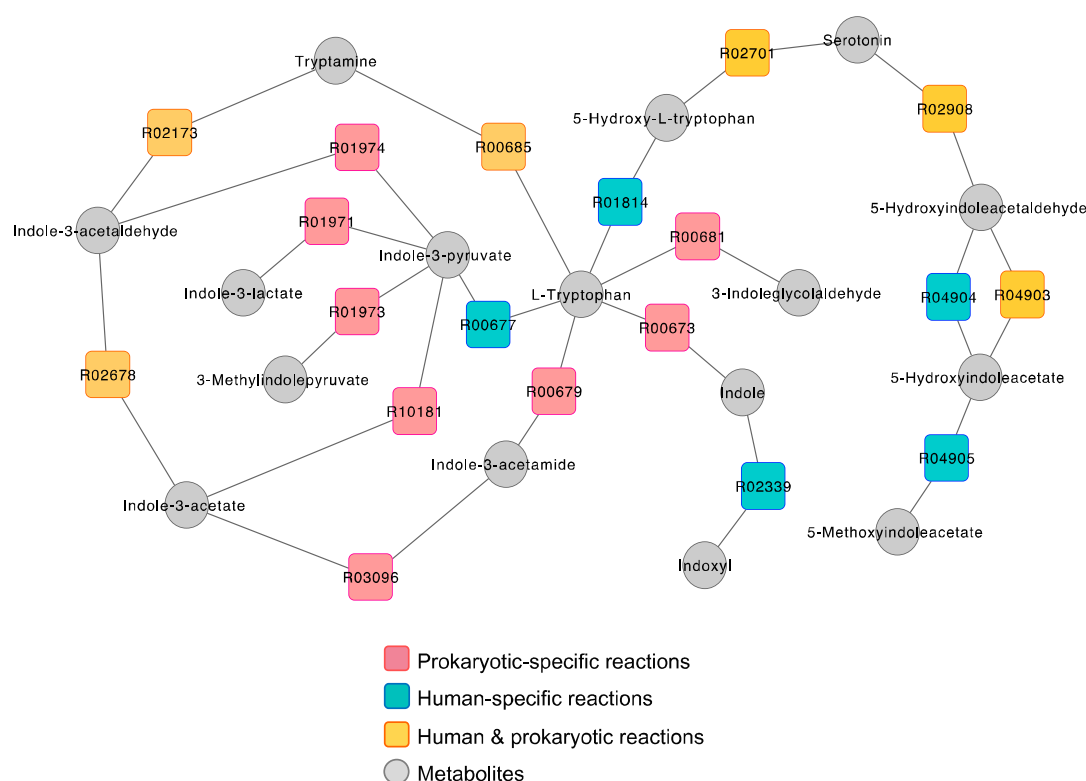 Serotonin
R02701
Tryptamine
R02908
5-Hydroxy-L-tryptophan
R02173
R01974
R00685
R01814
5-Hydroxyindoleacetaldehyde
R01971
Indole-3-acetaldehyde
R00681
Indole-3-pyruvate
Indole-3-lactate
L-Tryptophan
3-Indoleglycolaldehyde
R04904
R04903
R01973
R00677
R00673
R02678
3-Methylindolepyruvate
5-Hydroxyindoleacetate
R00679
Indole
R10181
R04905
Indole-3-acetamide
R02339
Indole-3-acetate
5-Methoxyindoleacetate
Indoxyl
R03096
Prokaryotic-specific reactions
Human-specific reactions
Human & prokaryotic reactions
Metabolites